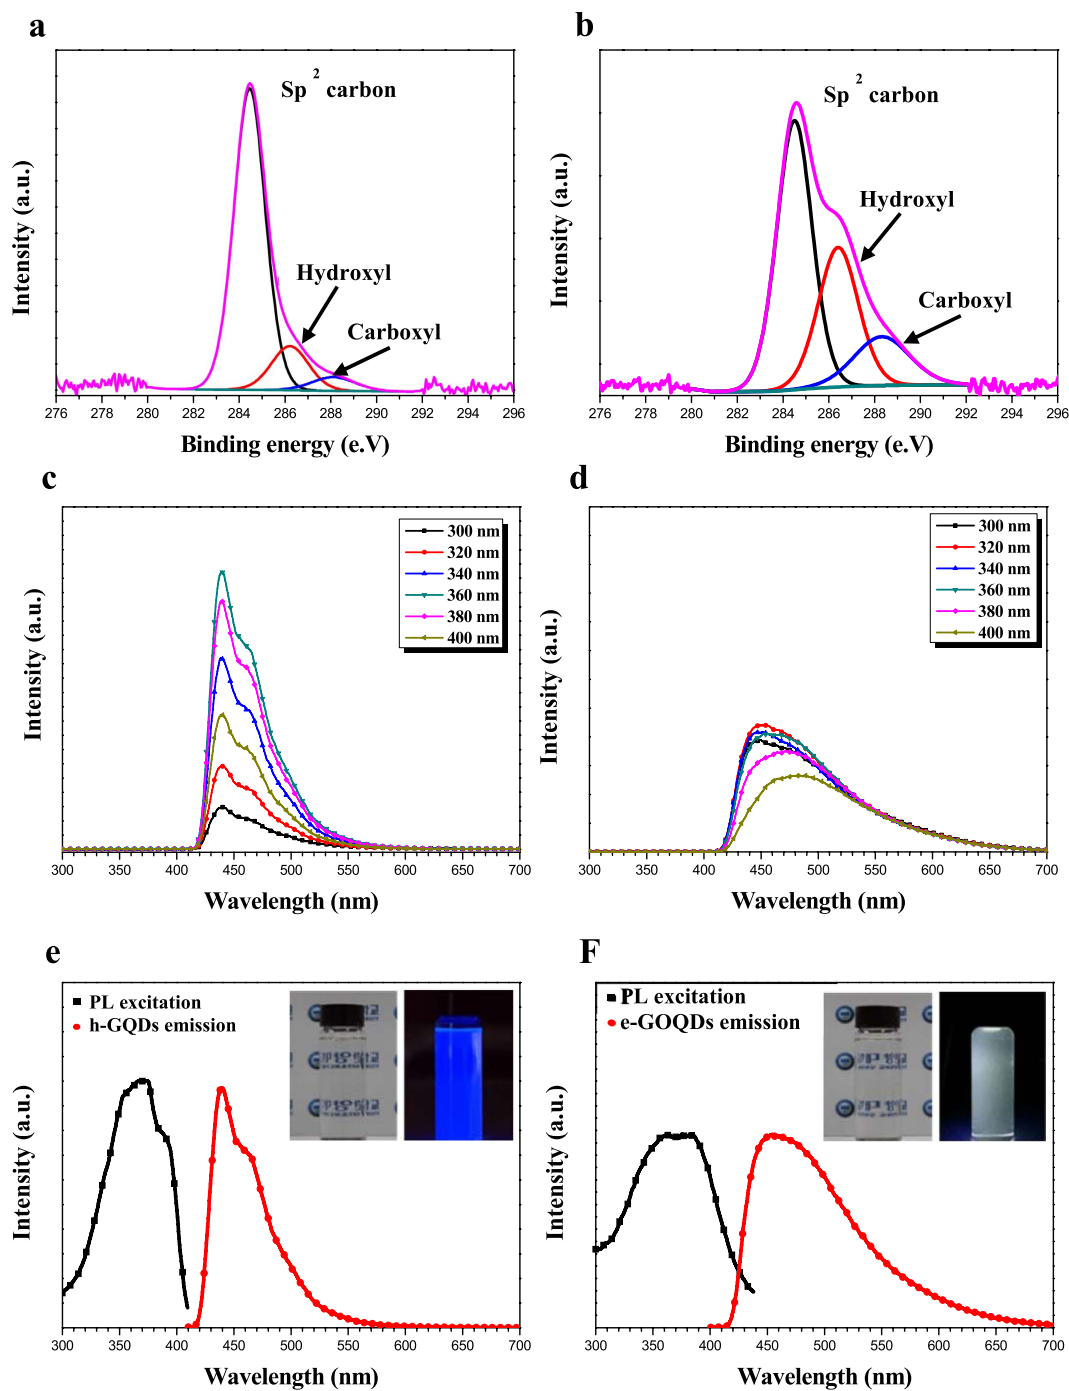 a
Sp 2 carbon
Hydroxyl
Carboxyl
Intensity (a.u.)
276 278 280 282 284 286 288 290 292 294 296
Binding energy (e.V)
b
Sp 2 carbon
Hydroxyl
Carboxyl
Intensity (a.u.)
276 278 280 282 284 286 288 290 292 294 296
Binding energy (e.V)
c
300 nm
320 nm
340 nm
360 nm
380 nm
400 nm
Intensity (a.u.)
300 350 400 450 500 550 600 650 700
Wavelength (nm)
d
300 nm
320 nm
340 nm
360 nm
380 nm
400 nm
Intensity (a.u.)
300 350 400 450 500 550 600 650 700
Wavelength (nm)
e
PL excitation
h-GQDs emission
Intensity (a.u.)
300 350 400 450 500 550 600 650 700
Wavelength (nm)
F
PL excitation
e-GOQDs emission
Intensity (a.u.)
300 350 400 450 500 550 600 650 700
Wavelength (nm)